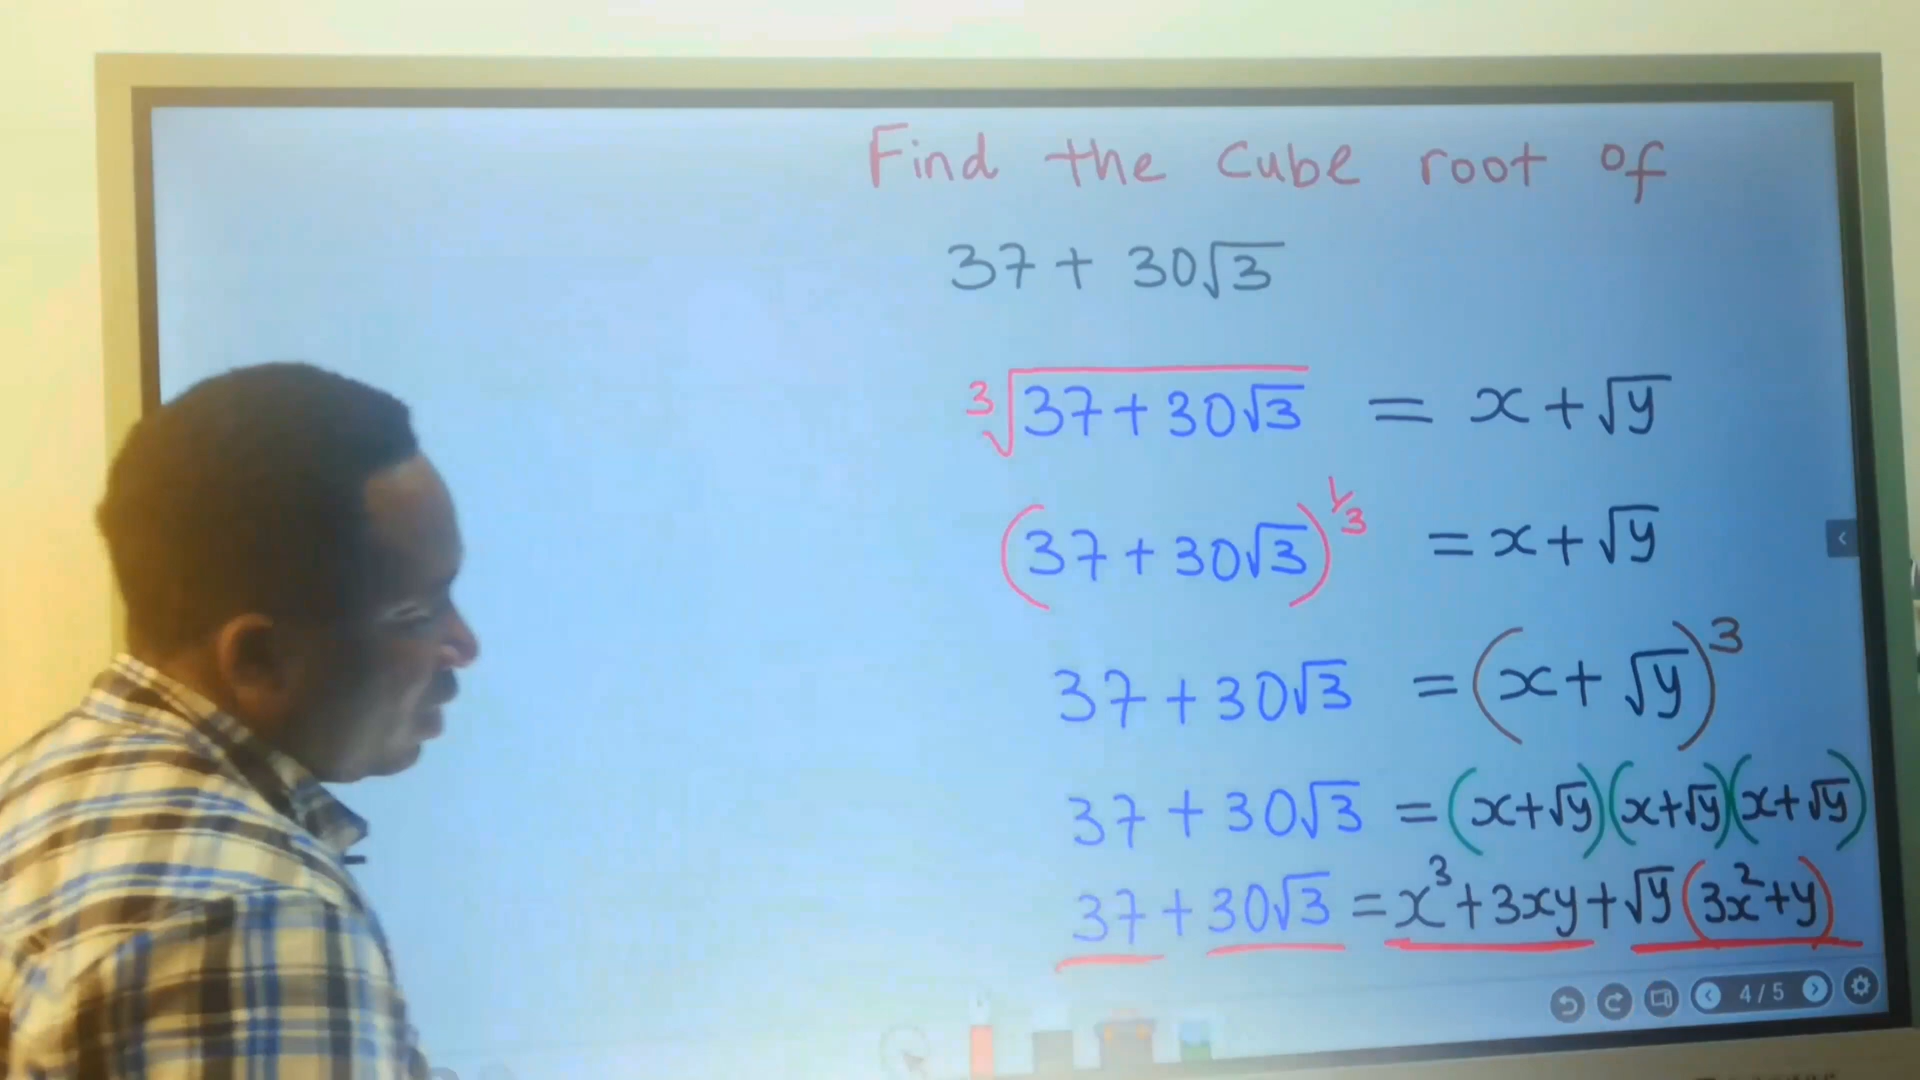 Find the cube root of
37 + 30√3
∛(37 + 30√3) = x + √y
(37 + 30√3)^(1/3) = x + √y
37 + 30√3 = (x + √y)³
37 + 30√3 = (x+√y)(x+√y)(x+√y)
37 + 30√3 = x³ + 3xy + √y(3x² + y)
4/5